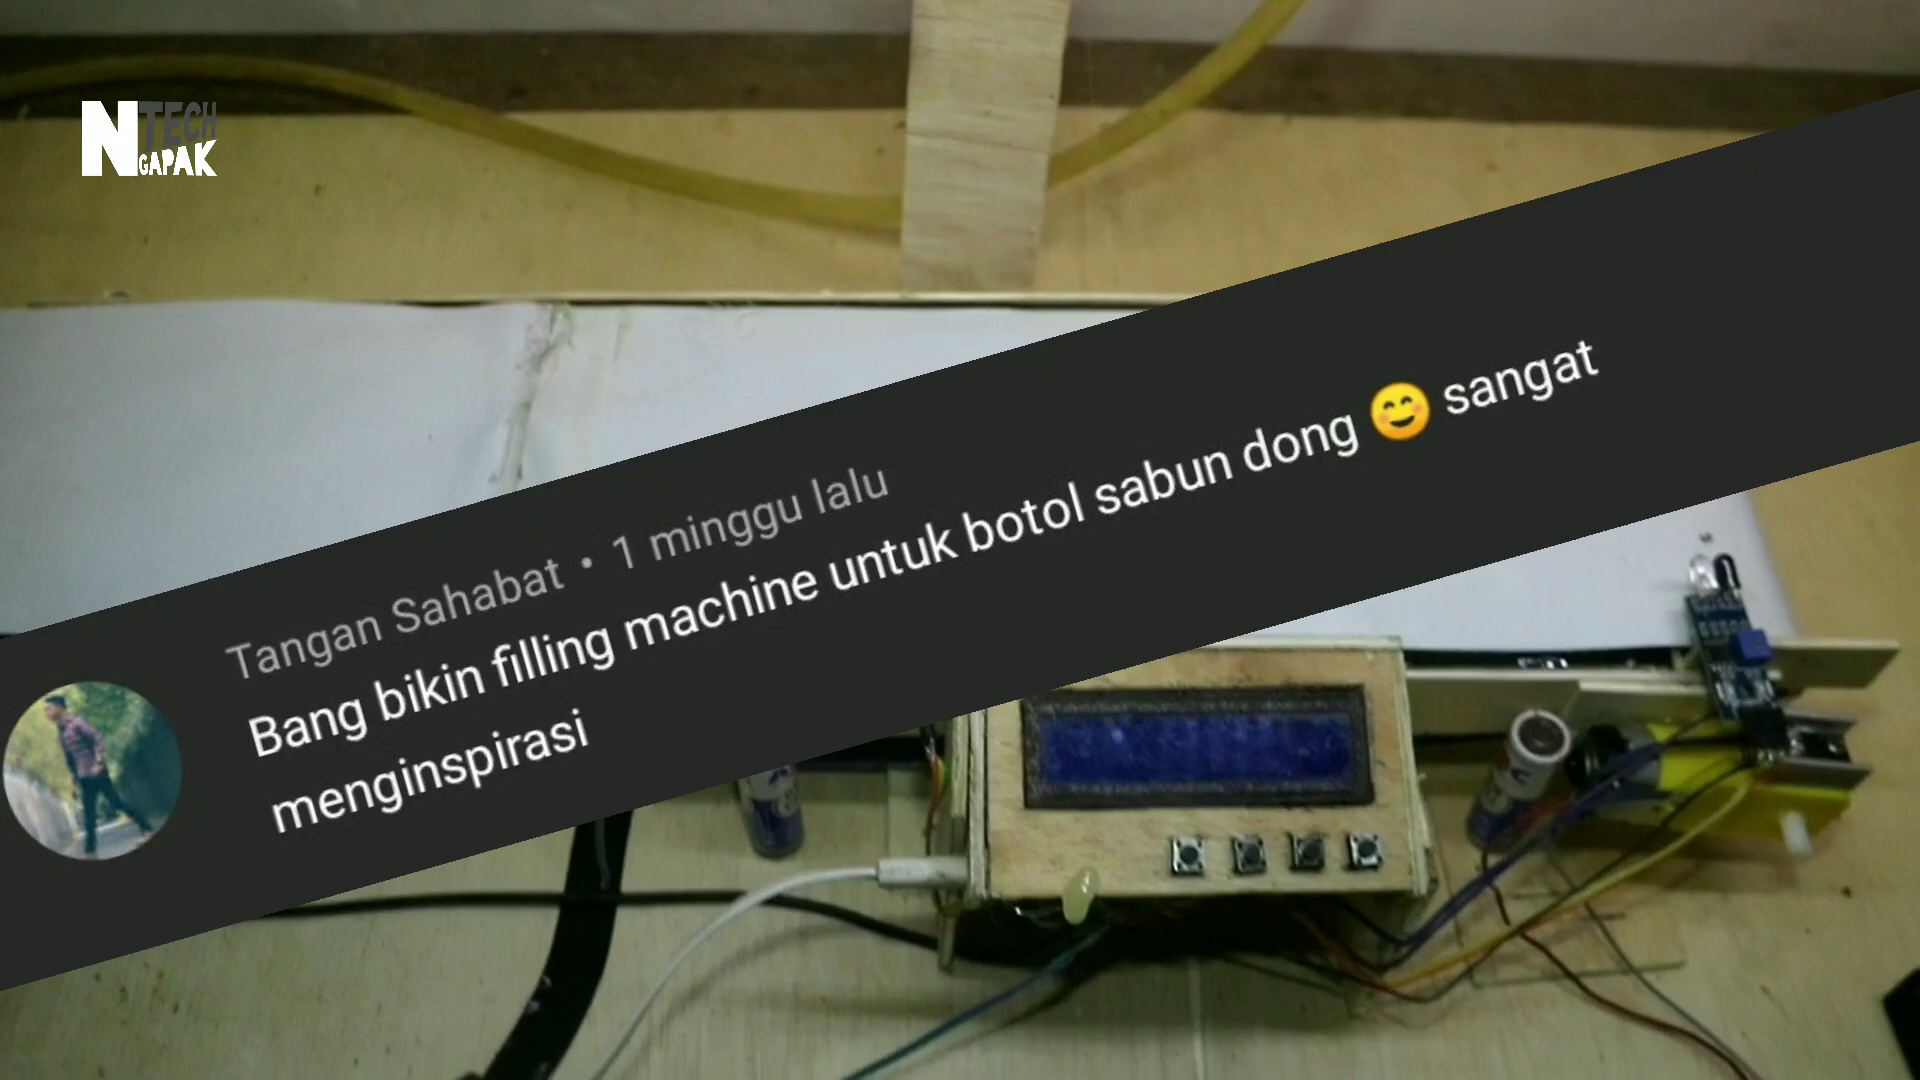 NTECH
NGAPAK
Tangan Sahabat • 1 minggu lalu
Bang bikin filling machine untuk botol sabun dong 😊 sangat
menginspirasi